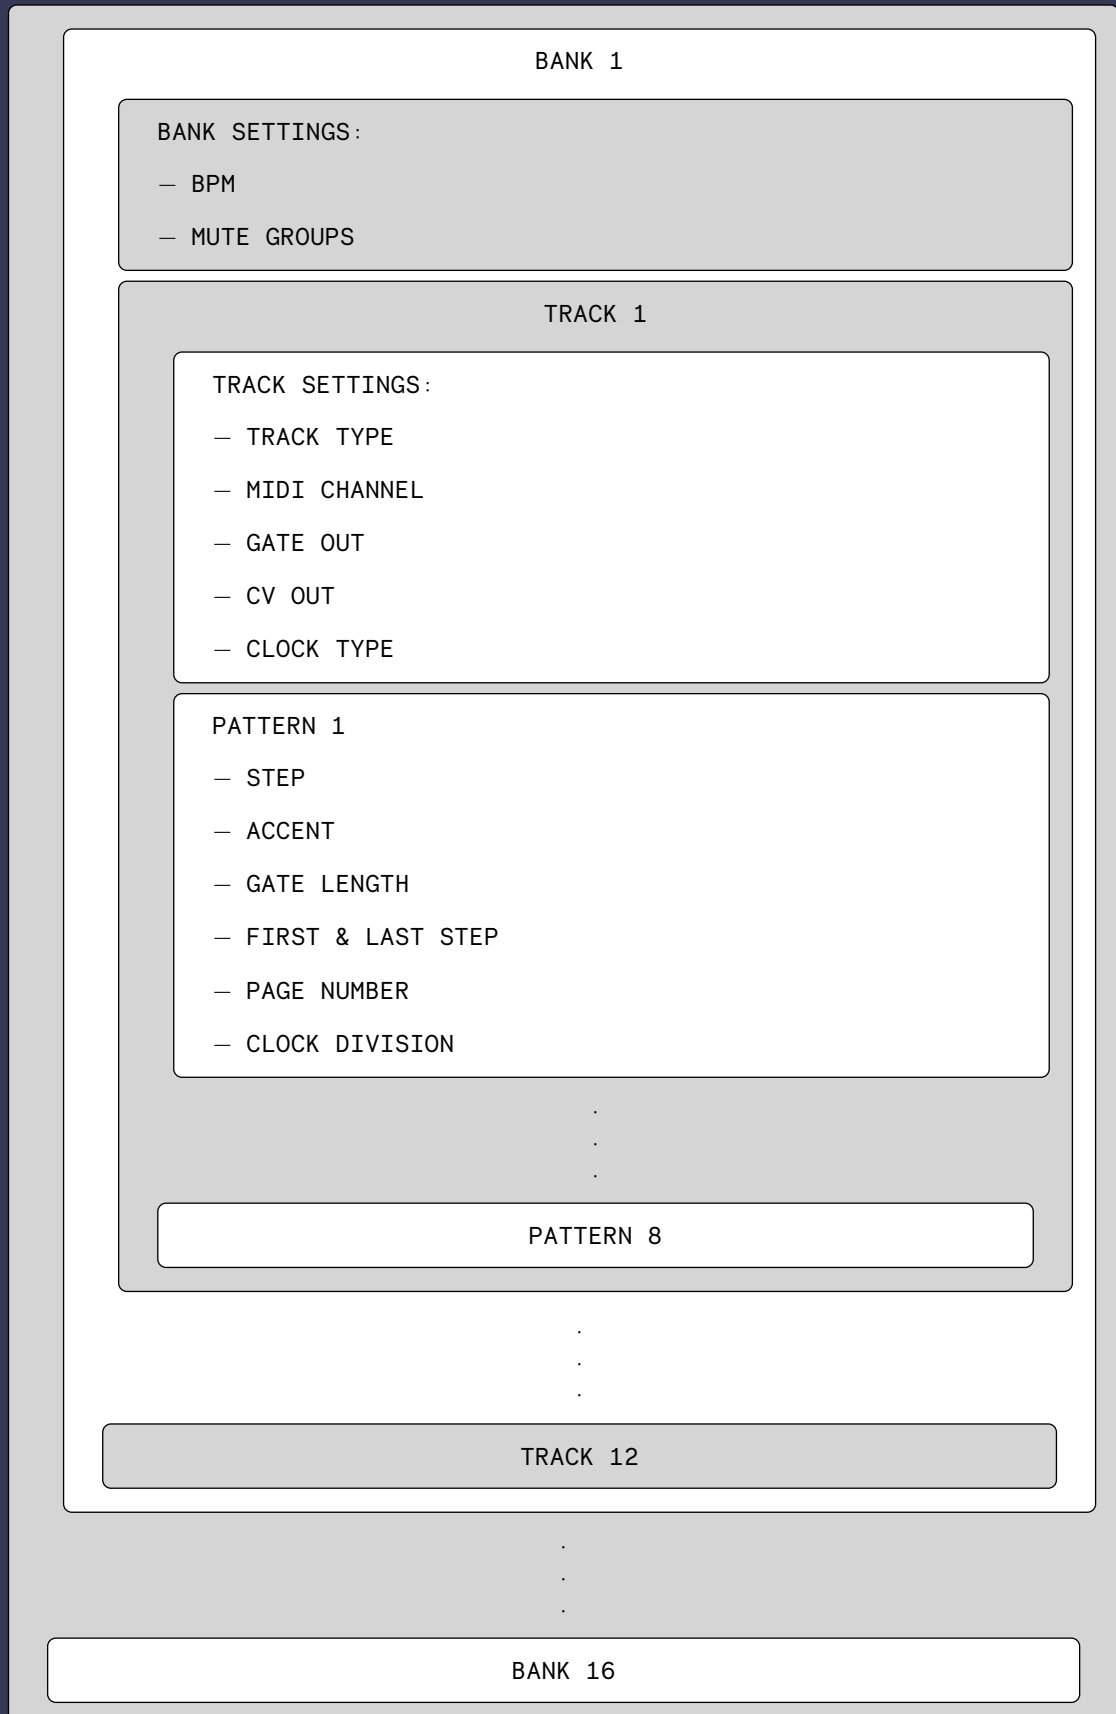 BANK 1
BANK SETTINGS:
— BPM
— MUTE GROUPS
TRACK 1
TRACK SETTINGS:
— TRACK TYPE
— MIDI CHANNEL
— GATE OUT
— CV OUT
— CLOCK TYPE
PATTERN 1
— STEP
— ACCENT
— GATE LENGTH
— FIRST & LAST STEP
— PAGE NUMBER
— CLOCK DIVISION
.
.
.
PATTERN 8
.
.
.
TRACK 12
.
.
.
BANK 16